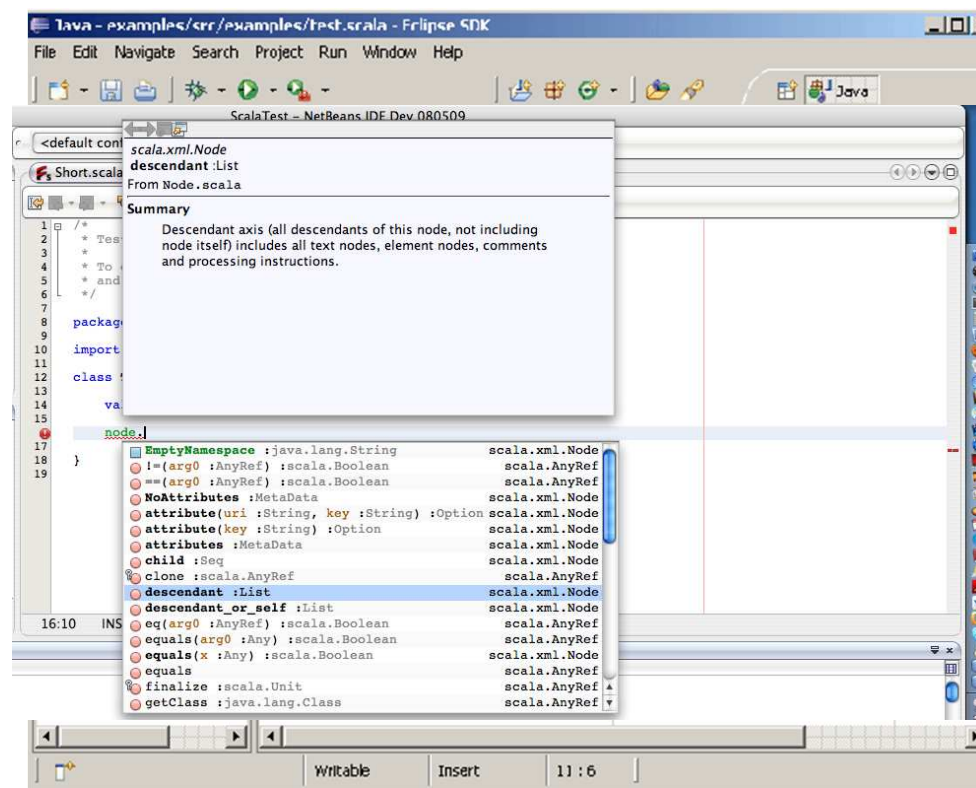 Java - examples/src/examples/test.scala - Eclipse SDK
File Edit Navigate Search Project Run Window Help
Java
ScalaTest – NetBeans IDE Dev 080509
<default con
Short.scala
scala.xml.Node
descendant :List
From Node.scala
Summary
Descendant axis (all descendants of this node, not including
node itself) includes all text nodes, element nodes, comments
and processing instructions.
1 /*
2 * Tes
3 *
4 * To
5 * and
6 */
7
8 packag
9
10 import
11
12 class
13
14 va
15
node.
17
18 }
19
EmptyNamespace :java.lang.String scala.xml.Node
!=(arg0 :AnyRef) :scala.Boolean scala.AnyRef
==(arg0 :AnyRef) :scala.Boolean scala.AnyRef
NoAttributes :MetaData scala.xml.Node
attribute(uri :String, key :String) :Option scala.xml.Node
attribute(key :String) :Option scala.xml.Node
attributes :MetaData scala.xml.Node
child :Seq scala.xml.Node
clone :scala.AnyRef scala.AnyRef
descendant :List scala.xml.Node
descendant_or_self :List scala.xml.Node
eq(arg0 :AnyRef) :scala.Boolean scala.AnyRef
equals(arg0 :Any) :scala.Boolean scala.AnyRef
equals(x :Any) :scala.Boolean scala.xml.Node
equals scala.AnyRef
finalize :scala.Unit scala.AnyRef
getClass :java.lang.Class scala.AnyRef
16:10 INS
Writable Insert 11 : 6